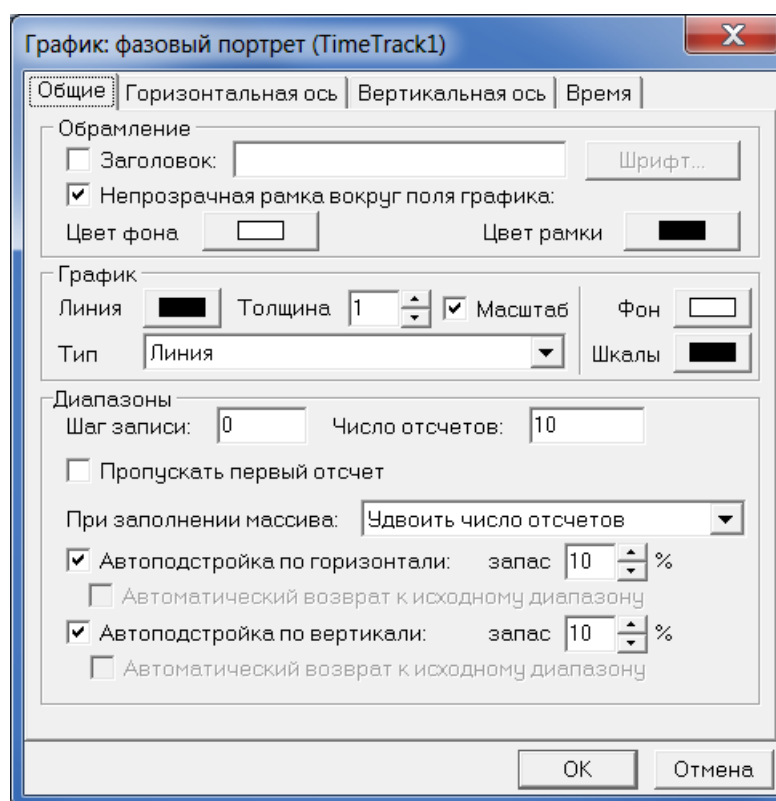 График: фазовый портрет (TimeTrack1)
Общие Горизонтальная ось Вертикальная ось Время
Обрамление
Заголовок: Шрифт...
Непрозрачная рамка вокруг поля графика:
Цвет фона Цвет рамки
График
Линия Толщина 1 Масштаб Фон
Тип Линия Шкалы
Диапазоны
Шаг записи: 0 Число отсчетов: 10
Пропускать первый отсчет
При заполнении массива: Удвоить число отсчетов
Автоподстройка по горизонтали: запас 10 %
Автоматический возврат к исходному диапазону
Автоподстройка по вертикали: запас 10 %
Автоматический возврат к исходному диапазону
OK Отмена